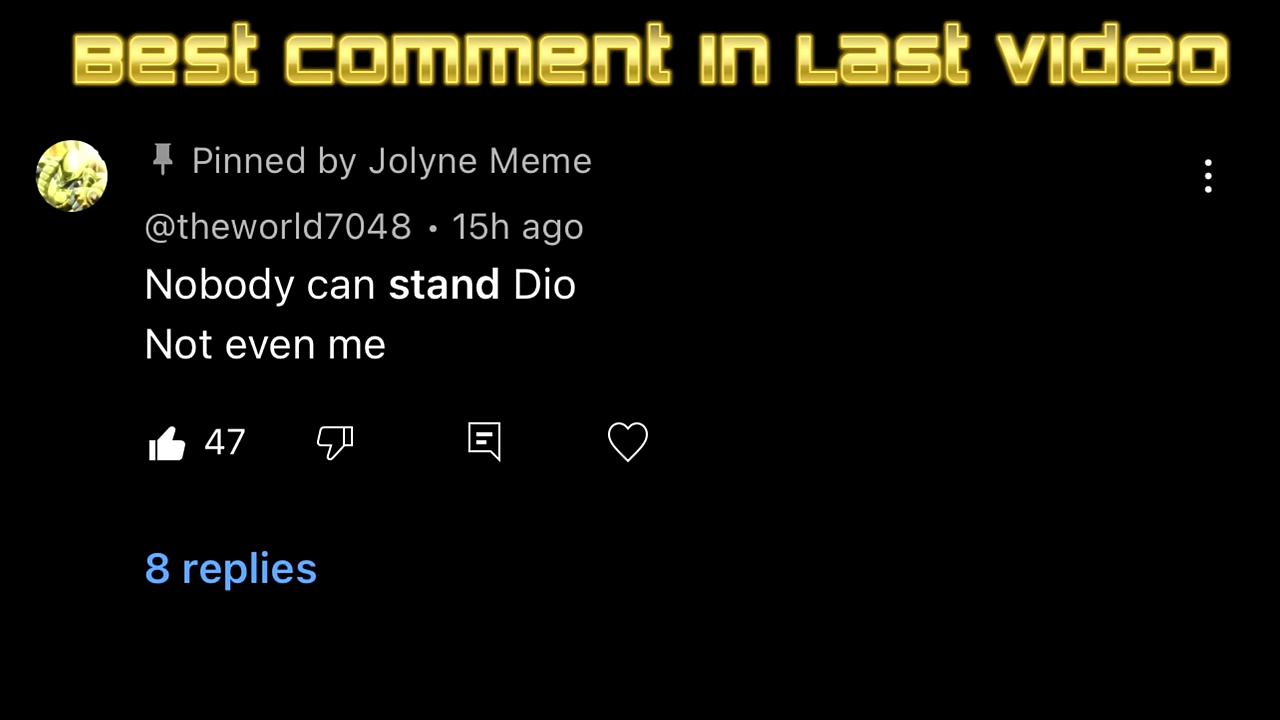 Best comment in Last video
Pinned by Jolyne Meme
@theworld7048 • 15h ago
Nobody can stand Dio
Not even me
47
8 replies